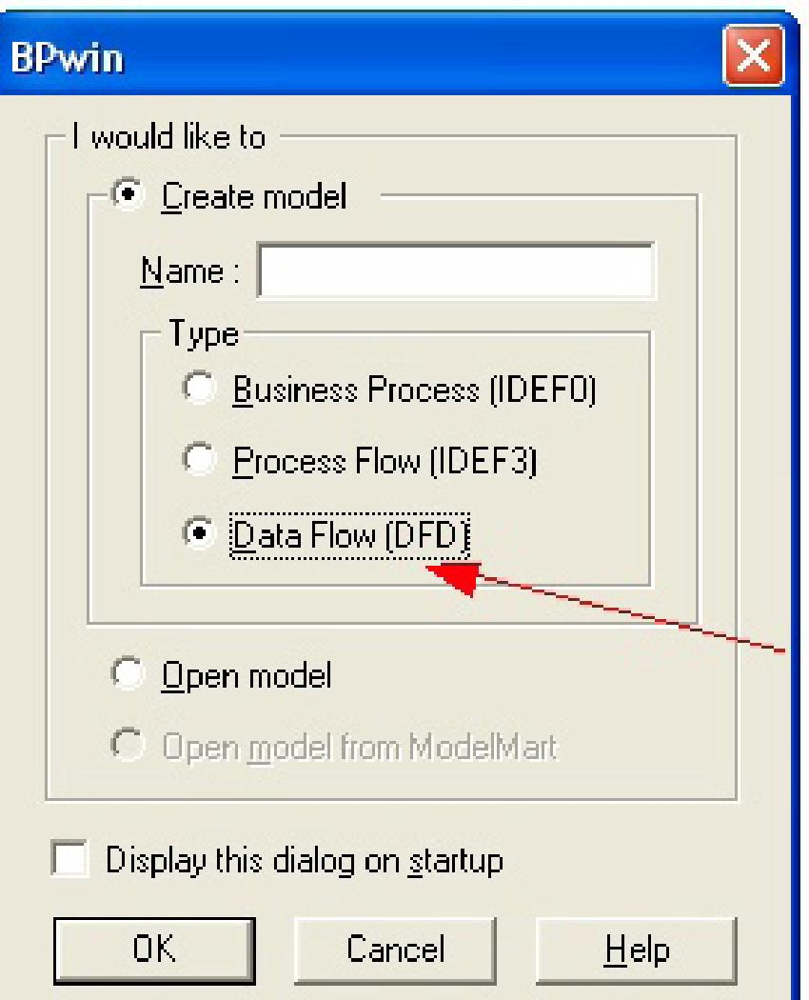 BPwin
I would like to
Create model
Name :
Type
Business Process (IDEF0)
Process Flow (IDEF3)
Data Flow (DFD)
Open model
Open model from ModelMart
Display this dialog on startup
OK Cancel Help